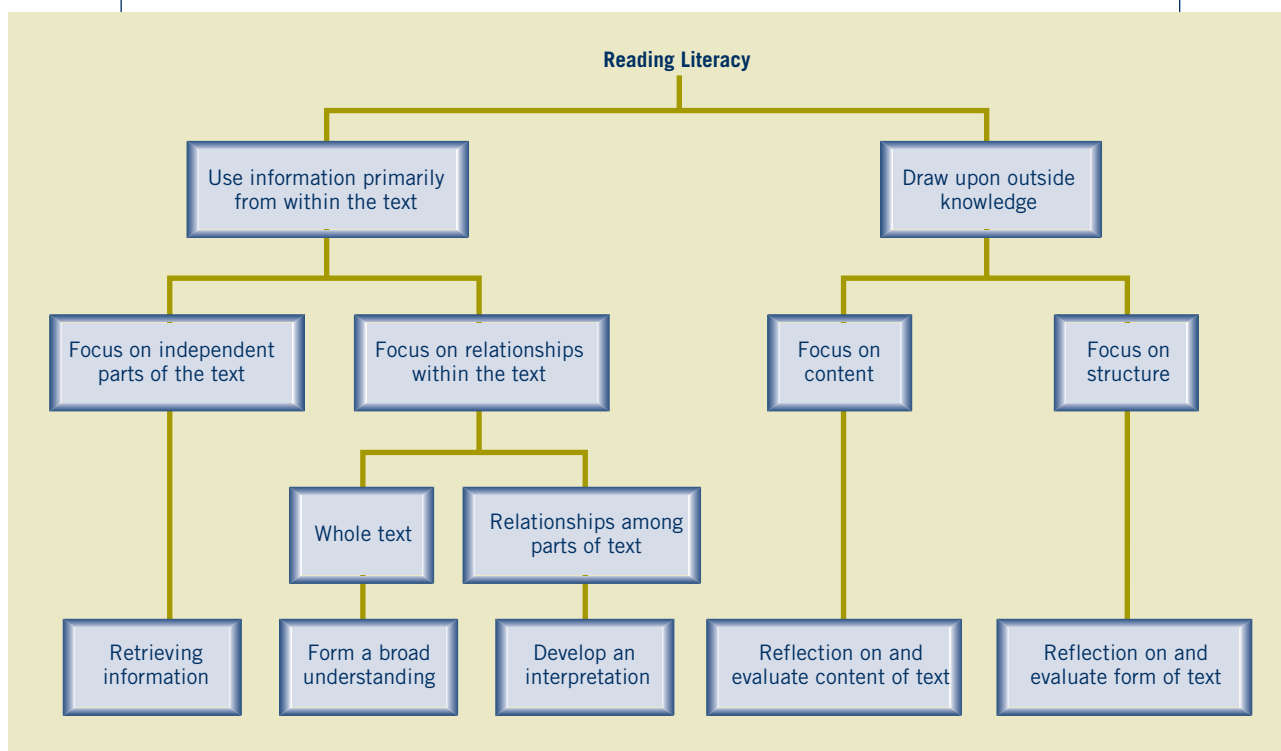 Reading Literacy
Use information primarily
from within the text
Draw upon outside
knowledge
Focus on independent
parts of the text
Focus on relationships
within the text
Focus on
content
Focus on
structure
Whole text
Relationships among
parts of text
Retrieving
information
Form a broad
understanding
Develop an
interpretation
Reflection on and
evaluate content of text
Reflection on and
evaluate form of text